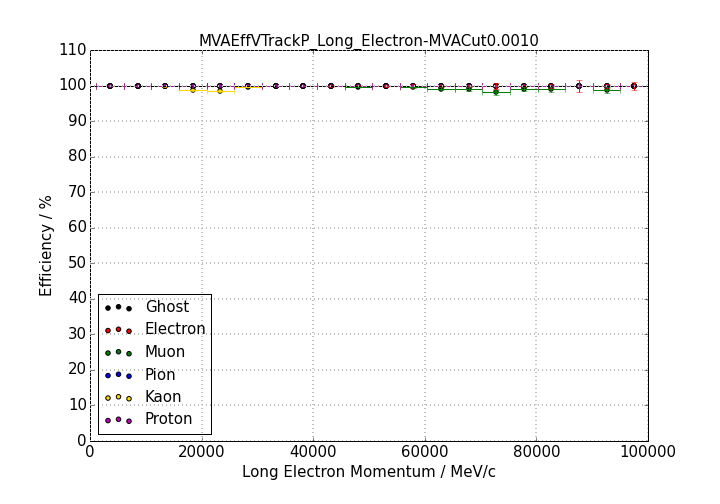 MVAEffVTrackP_Long_Electron-MVACut0.0010
110
100
90
80
70
60
50
40
30
20
10
0
Efficiency / %
Ghost
Electron
Muon
Pion
Kaon
Proton
0 20000 40000 60000 80000 100000
Long Electron Momentum / MeV/c